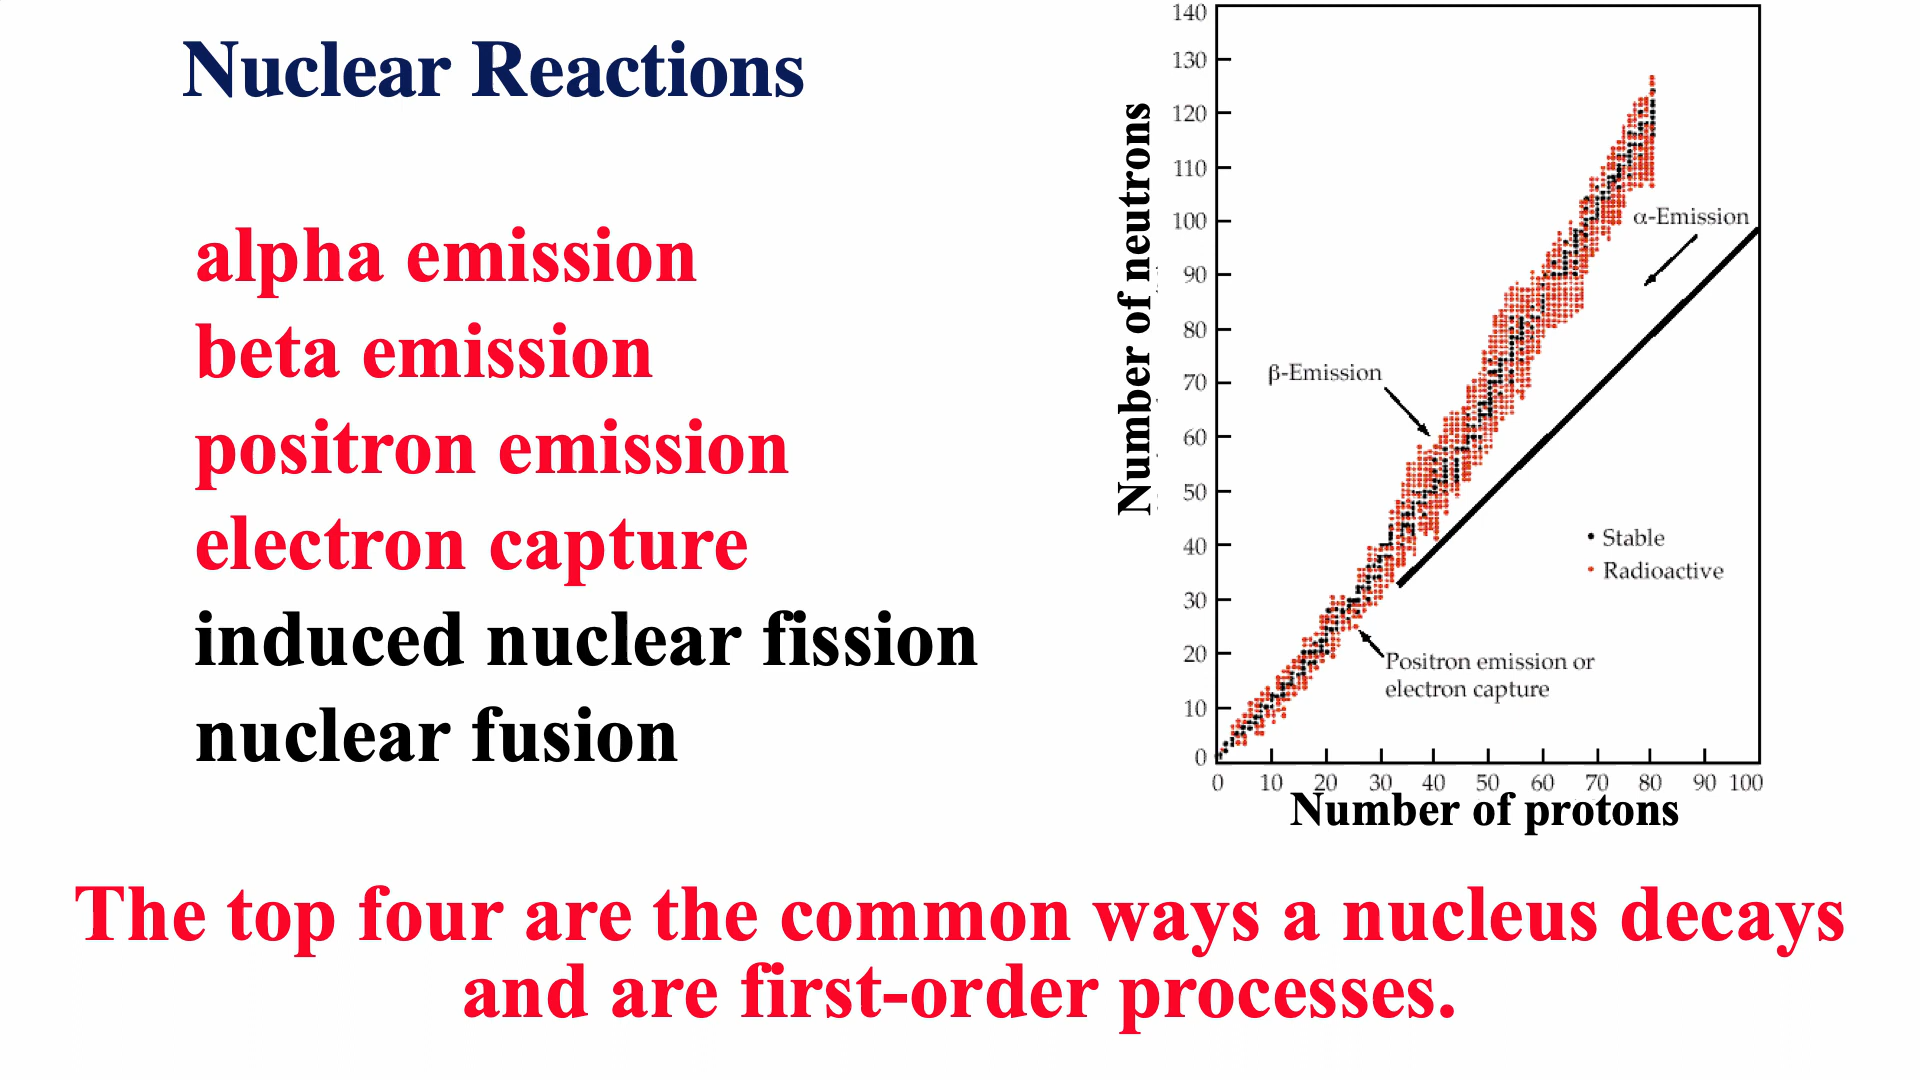 Nuclear Reactions
alpha emission
beta emission
positron emission
electron capture
induced nuclear fission
nuclear fusion
Number of neutrons
140
130
120
110
100
90
80
70
60
50
40
30
20
10
0
α-Emission
β-Emission
• Stable
• Radioactive
Positron emission or
electron capture
0 10 20 30 40 50 60 70 80 90 100
Number of protons
The top four are the common ways a nucleus decays
and are first-order processes.